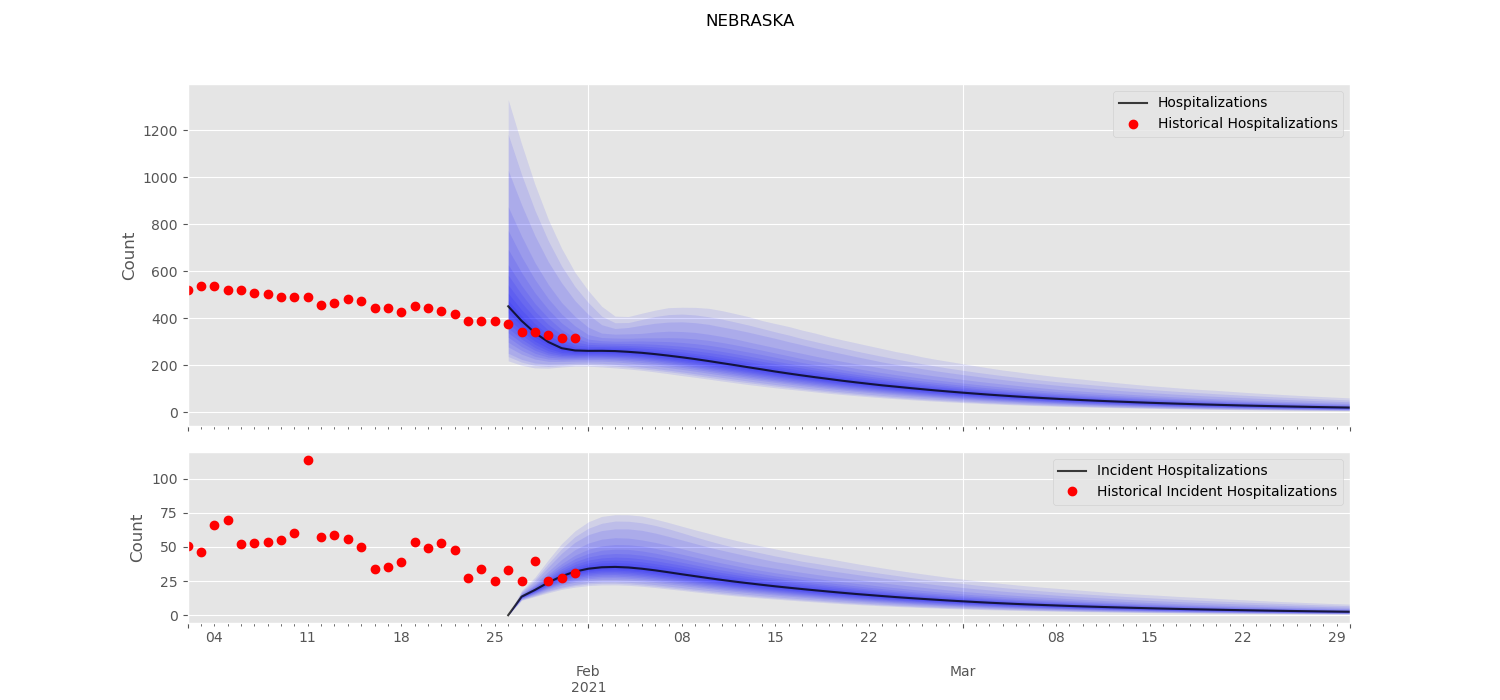 NEBRASKA
Hospitalizations
Historical Hospitalizations
1200
1000
800
600
400
200
0
Count
Incident Hospitalizations
Historical Incident Hospitalizations
100
75
50
25
0
Count
04 11 18 25 08 15 22 08 15 22 29
Feb Mar
2021